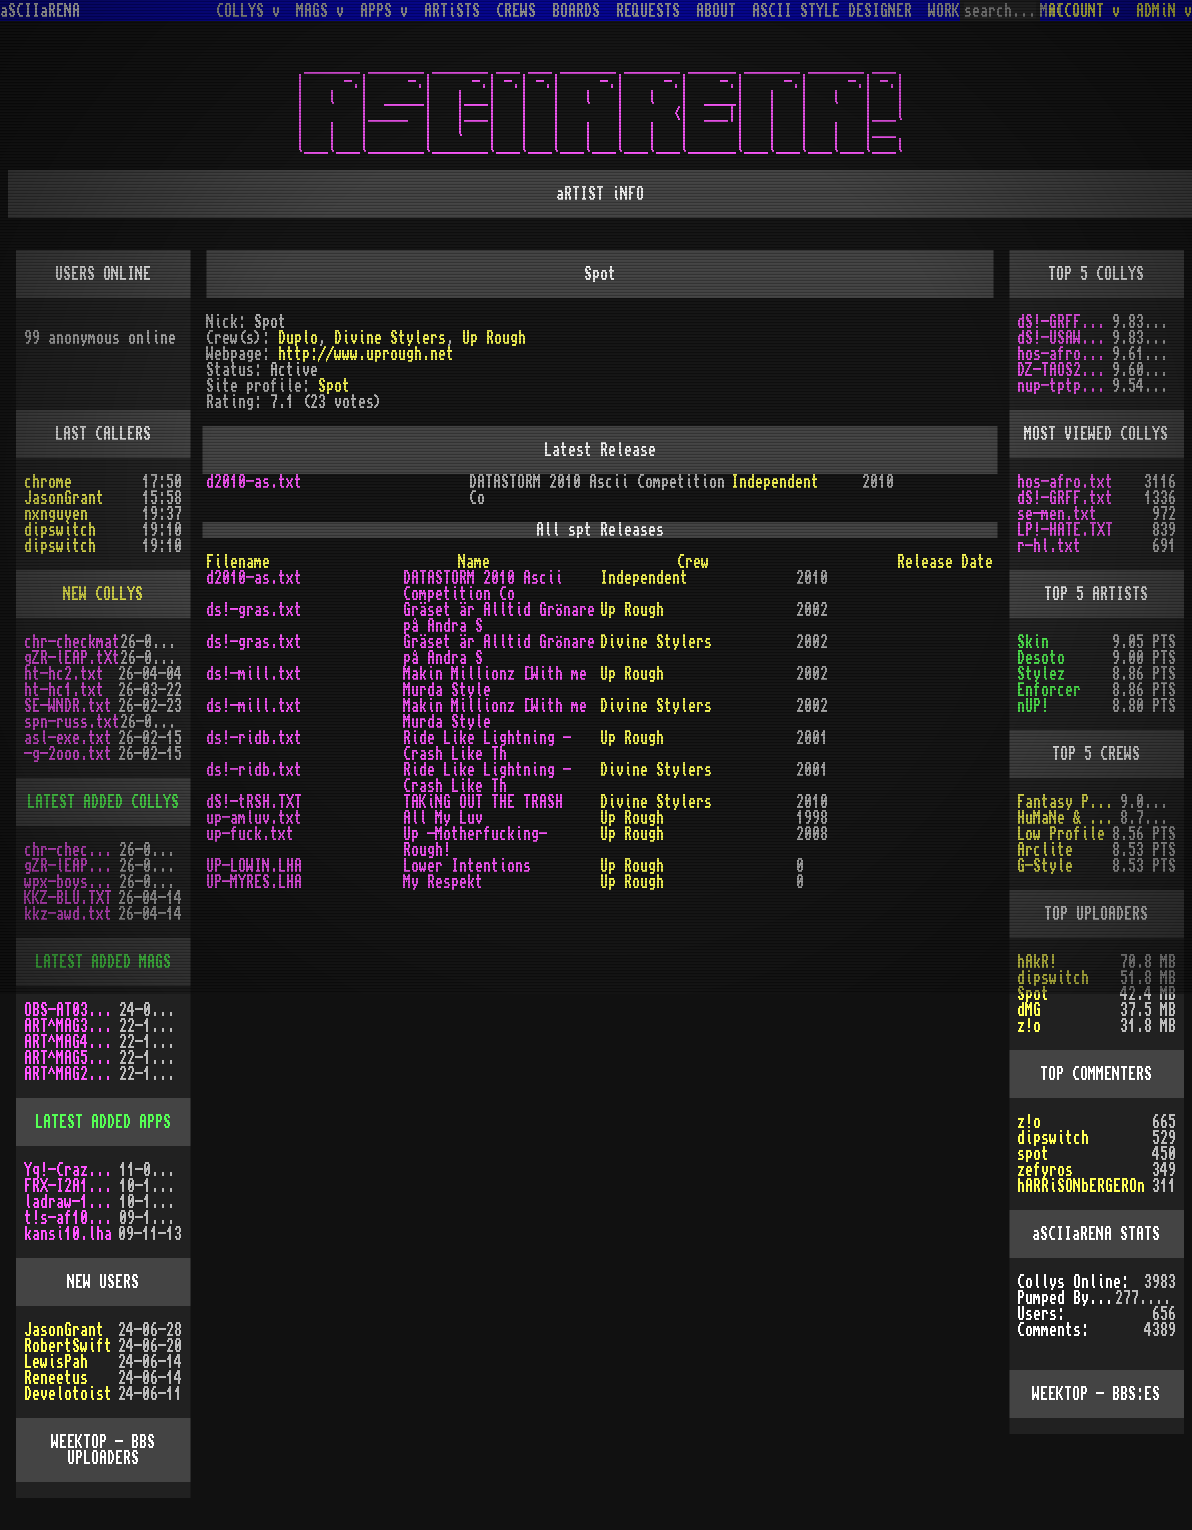 aSCIIaRENA
COLLYS v MAGS v APPS v ARTiSTS CREWS BOARDS REQUESTS ABOUT ASCII STYLE DESIGNER WORK search... ACCOUNT v ADMiN v
ASCIIARENA!
aRTIST iNFO
USERS ONLINE
99 anonymous online
LAST CALLERS
chrome 17:50
JasonGrant 15:58
nxnguyen 19:37
dipswitch 19:10
dipswitch 19:10
NEW COLLYS
chr-checkmat26-0...
gZR-lEAP.tXt26-0...
ht-hc2.txt 26-04-04
ht-hc1.txt 26-03-22
SE-WNDR.txt 26-02-23
spn-russ.txt26-0...
asl-exe.txt 26-02-15
-g-2ooo.txt 26-02-15
LATEST ADDED COLLYS
chr-chec... 26-0...
gZR-lEAP... 26-0...
wpx-boys... 26-0...
KKZ-BLU.TXT 26-04-14
kkz-awd.txt 26-04-14
LATEST ADDED MAGS
OBS-AT03... 24-0...
ART^MAG3... 22-1...
ART^MAG4... 22-1...
ART^MAG5... 22-1...
ART^MAG2... 22-1...
LATEST ADDED APPS
Yq!-Craz... 11-0...
FRX-I2A1... 10-1...
ladraw-1... 10-1...
t!s-af10... 09-1...
kansi10.lha 09-11-13
NEW USERS
JasonGrant 24-06-28
RobertSwift 24-06-20
LewisPah 24-06-14
Reneetus 24-06-14
Develotoist 24-06-11
WEEKTOP - BBS
UPLOADERS
Spot
Nick: Spot
Crew(s): Duplo, Divine Stylers, Up Rough
Webpage: http://www.uprough.net
Status: Active
Site profile: Spot
Rating: 7.1 (23 votes)
Latest Release
d2010-as.txt DATASTORM 2010 Ascii Competition Independent 2010
Co
All spt Releases
Filename Name Crew Release Date
d2010-as.txt DATASTORM 2010 Ascii Independent 2010
Competition Co
ds!-gras.txt Gräset är Alltid Grönare Up Rough 2002
på Andra S
ds!-gras.txt Gräset är Alltid Grönare Divine Stylers 2002
på Andra S
ds!-mill.txt Makin Millionz [With me Up Rough 2002
Murda Style
ds!-mill.txt Makin Millionz [With me Divine Stylers 2002
Murda Style
ds!-ridb.txt Ride Like Lightning - Up Rough 2001
Crash Like Th
ds!-ridb.txt Ride Like Lightning - Divine Stylers 2001
Crash Like Th
dS!-tRSH.TXT TAKiNG OUT THE TRASH Divine Stylers 2010
up-amluv.txt All My Luv Up Rough 1998
up-fuck.txt Up -Motherfucking- Up Rough 2008
Rough!
UP-LOWIN.LHA Lower Intentions Up Rough 0
UP-MYRES.LHA My Respekt Up Rough 0
TOP 5 COLLYS
dS!-GRFF... 9.83...
dS!-USAW... 9.83...
hos-afro... 9.61...
DZ-TAOS2... 9.60...
nup-tptp... 9.54...
MOST VIEWED COLLYS
hos-afro.txt 3116
dS!-GRFF.txt 1336
se-men.txt 972
LP!-HATE.TXT 839
r-hl.txt 691
TOP 5 ARTISTS
Skin 9.05 PTS
Desoto 9.00 PTS
Stylez 8.86 PTS
Enforcer 8.86 PTS
nUP! 8.80 PTS
TOP 5 CREWS
Fantasy P... 9.0...
HuMaNe & ... 8.7...
Low Profile 8.56 PTS
Arclite 8.53 PTS
G-Style 8.53 PTS
TOP UPLOADERS
hAkR! 70.8 MB
dipswitch 51.8 MB
Spot 42.4 MB
dMG 37.5 MB
z!o 31.8 MB
TOP COMMENTERS
z!o 665
dipswitch 529
spot 450
zefyros 349
hARRiSONbERGEROn 311
aSCIIaRENA STATS
Collys Online: 3983
Pumped By...277....
Users: 656
Comments: 4389
WEEKTOP - BBS:ES